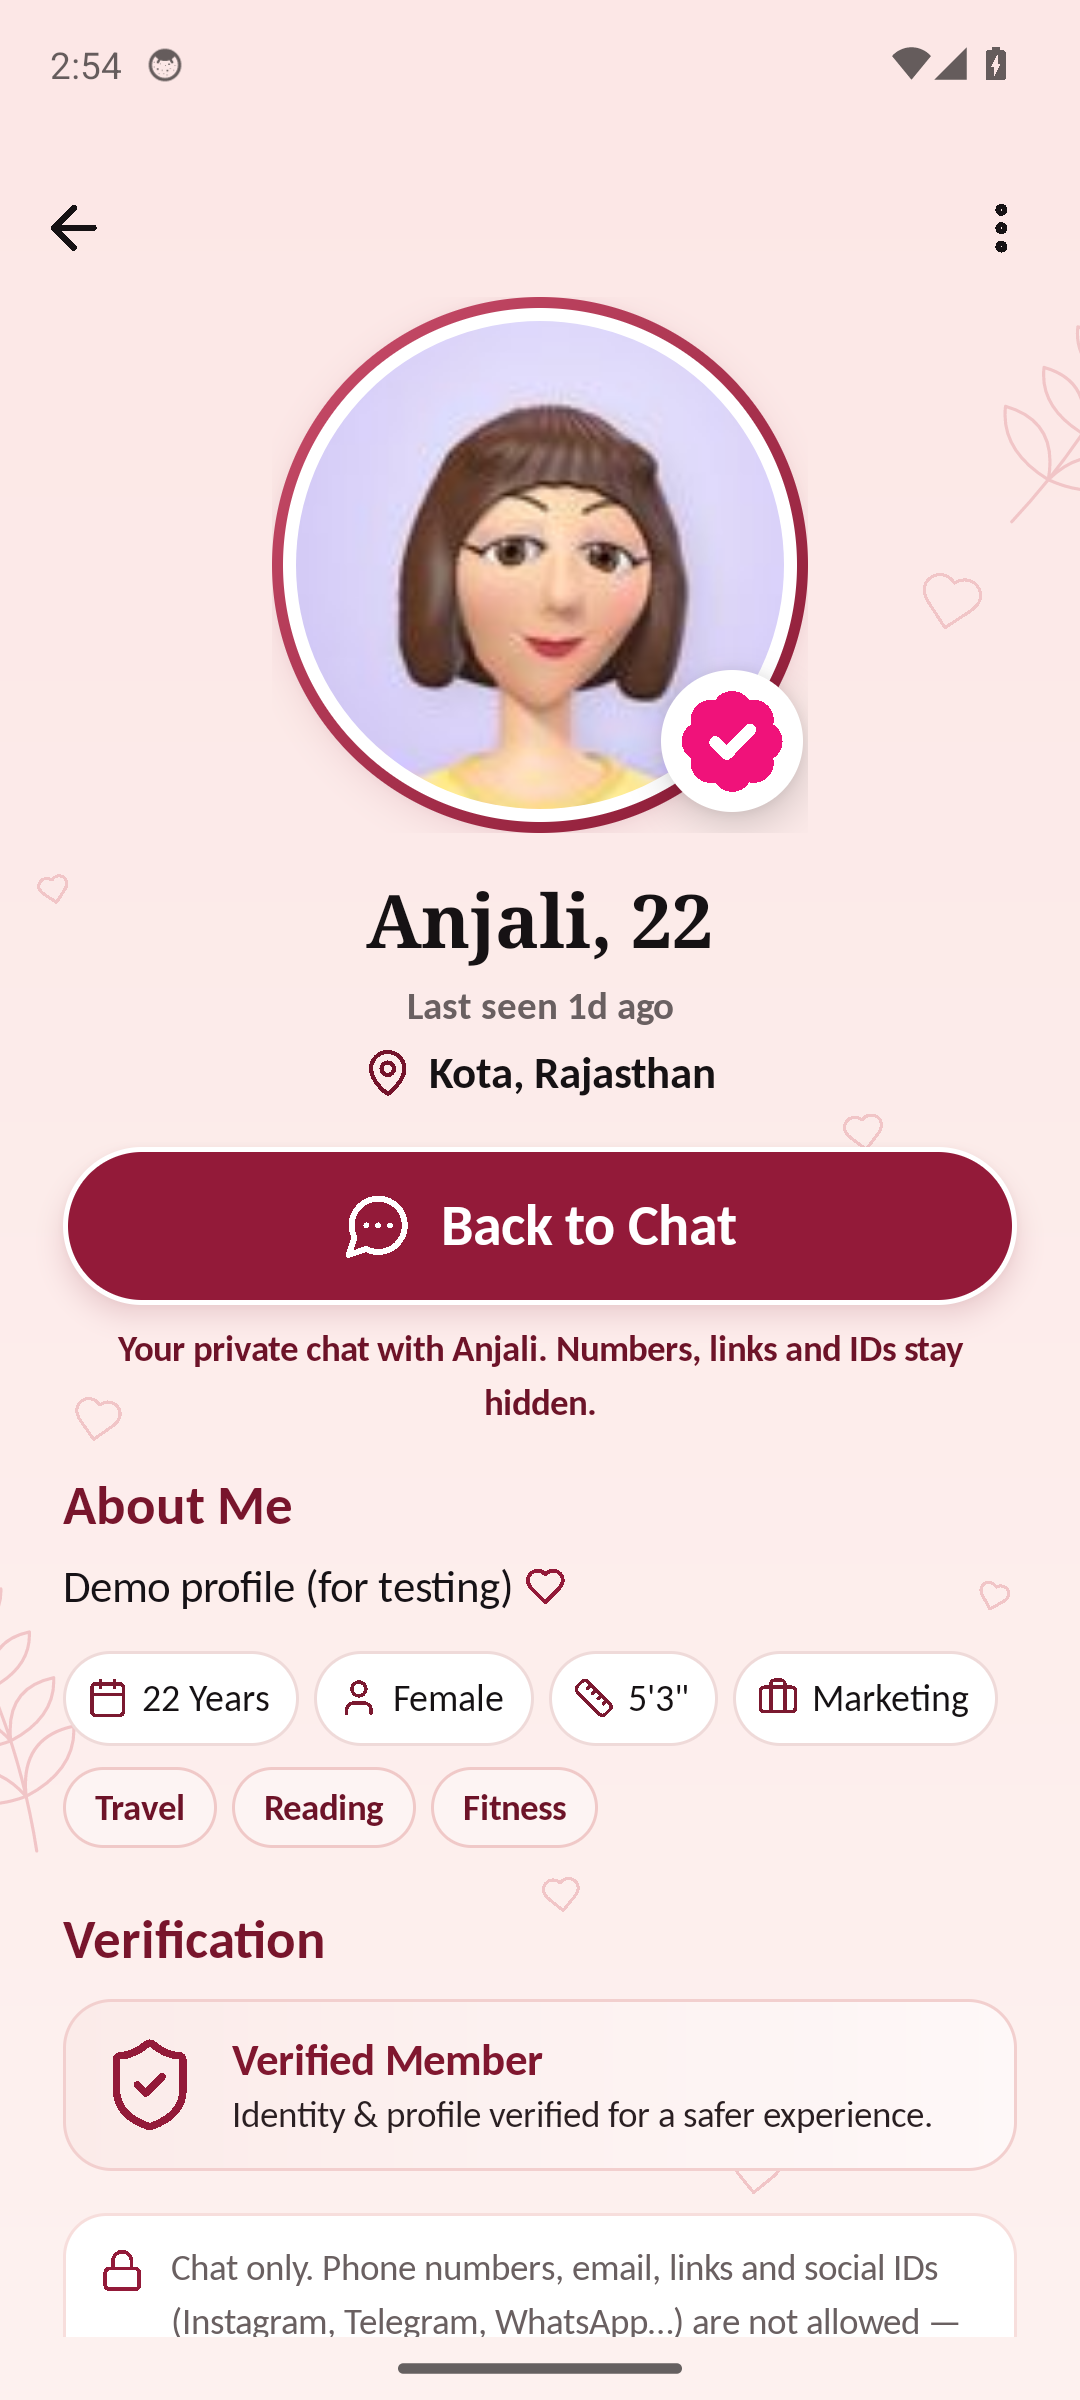 2:54
Anjali, 22
Last seen 1d ago
Kota, Rajasthan
Back to Chat
Your private chat with Anjali. Numbers, links and IDs stay
hidden.
About Me
Demo profile (for testing)
22 Years
Female
5'3"
Marketing
Travel
Reading
Fitness
Verification
Verified Member
Identity & profile verified for a safer experience.
Chat only. Phone numbers, email, links and social IDs
(Instagram, Telegram, WhatsApp...) are not allowed —